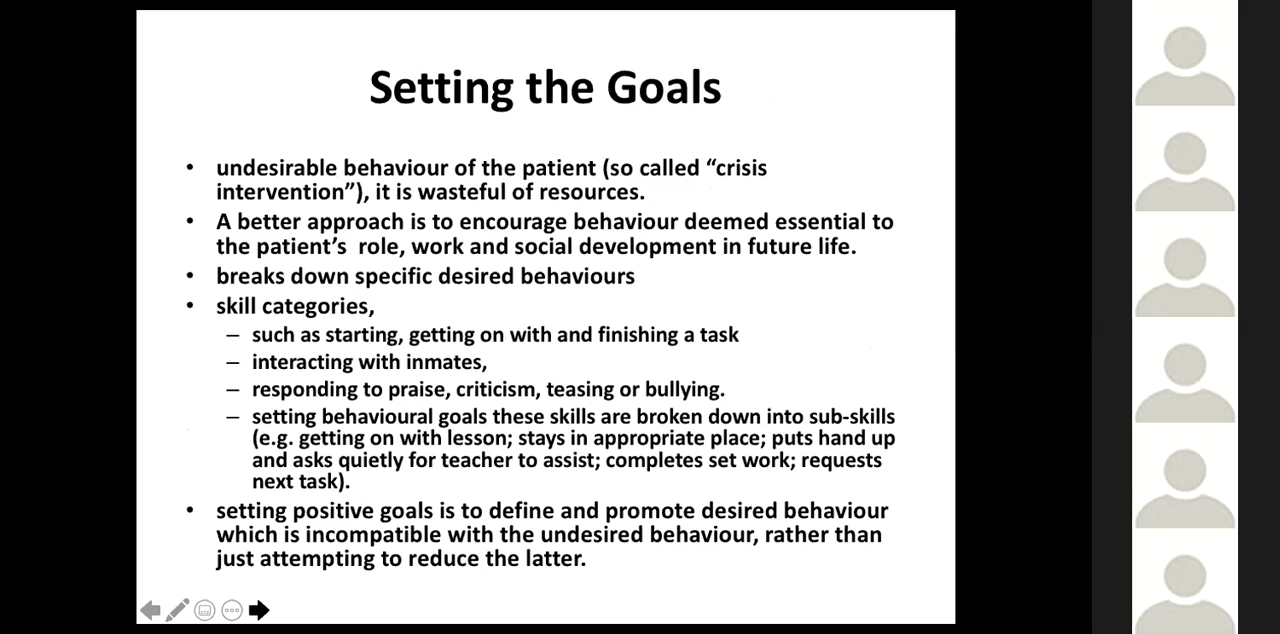 Setting the Goals
• undesirable behaviour of the patient (so called “crisis
intervention”), it is wasteful of resources.
• A better approach is to encourage behaviour deemed essential to
the patient’s role, work and social development in future life.
• breaks down specific desired behaviours
• skill categories,
– such as starting, getting on with and finishing a task
– interacting with inmates,
– responding to praise, criticism, teasing or bullying.
– setting behavioural goals these skills are broken down into sub-skills
(e.g. getting on with lesson; stays in appropriate place; puts hand up
and asks quietly for teacher to assist; completes set work; requests
next task).
• setting positive goals is to define and promote desired behaviour
which is incompatible with the undesired behaviour, rather than
just attempting to reduce the latter.